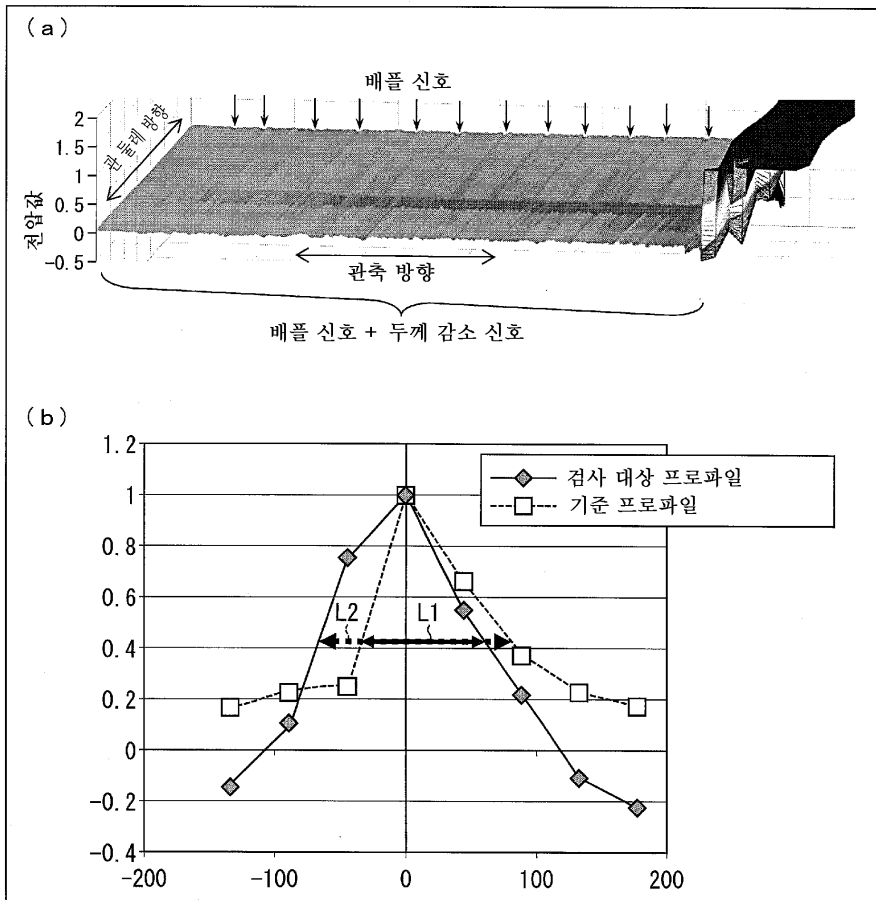 (a)
배플 신호
관 둘레 방향
전압값
2
1.5
1
0.5
0
-0.5
관축 방향
배플 신호 + 두께 감소 신호
(b)
1.2
1
0.8
0.6
0.4
0.2
0
-0.2
-0.4
검사 대상 프로파일
기준 프로파일
L2
L1
-200
-100
0
100
200